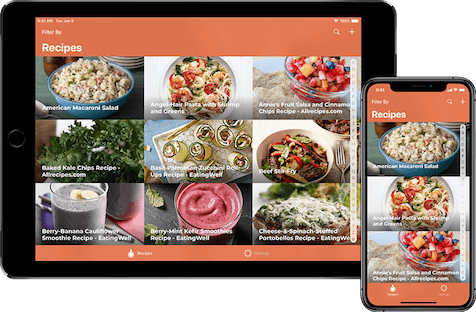 9:41 AM Tue Jan 9
100%
Filter By
Recipes
American Macaroni Salad
Angel Hair Pasta with Shrimp
and Greens
Annie's Fruit Salsa and Cinnamon
Chips Recipe - Allrecipes.com
Baked Kale Chips Recipe -
Allrecipes.com
Basil-Parmesan Zucchini Roll-
Ups Recipe - EatingWell
Beef Stir-Fry
Berry-Banana Cauliflower
Smoothie Recipe - EatingWell
Berry-Mint Kefir Smoothies
Recipe - EatingWell
Cheese-&-Spinach-Stuffed
Portobellos Recipe - EatingWell
Recipes
Settings
9:41
Filter By
Recipes
American Macaroni Salad
Angel Hair Pasta with Shrimp
and Greens
Annie's Fruit Salsa and Cinnamon
Chips Recipe - Allrecipes.com
Recipes
Settings